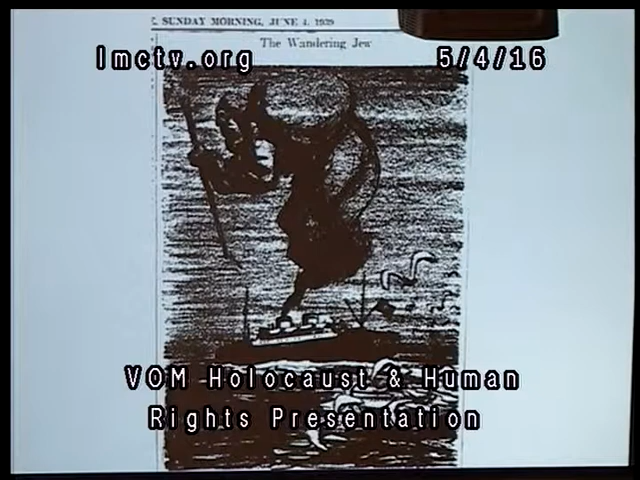 SUNDAY MORNING, JUNE 4, 1939
The Wandering Jew
lmctv.org
5/4/16
VOM Holocaust & Human
Rights Presentation